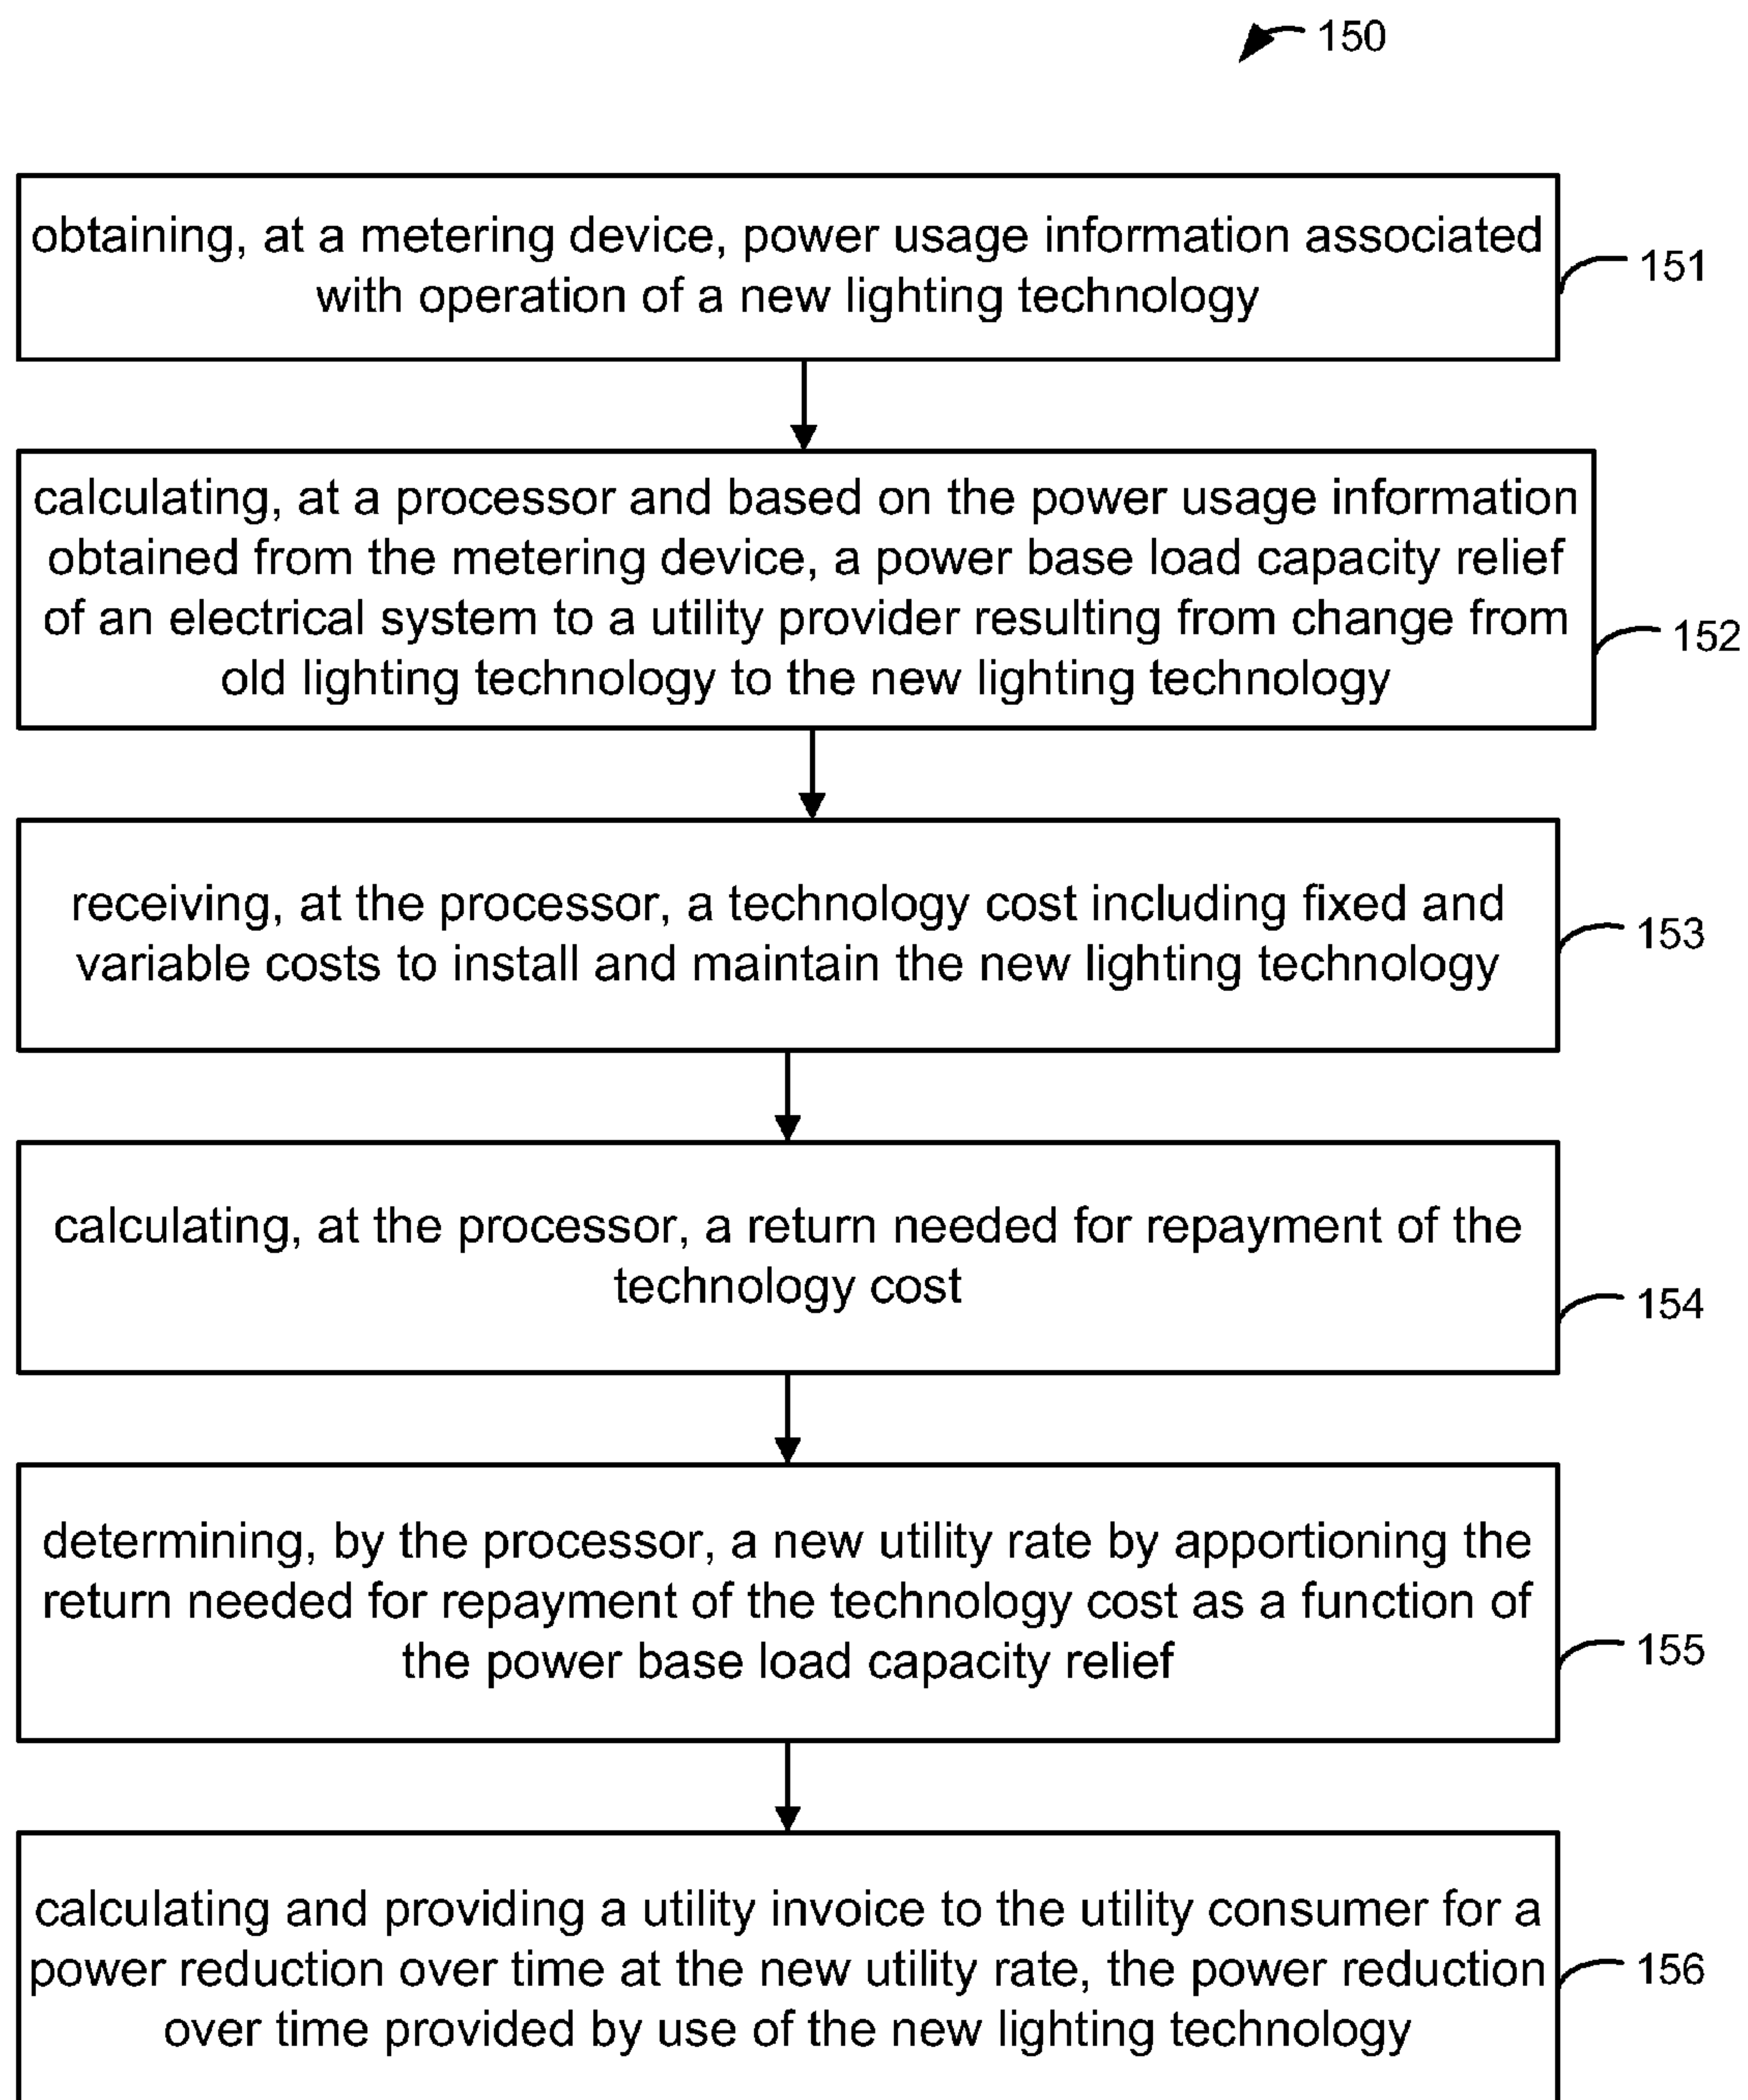 150
obtaining, at a metering device, power usage information associated
with operation of a new lighting technology
151
calculating, at a processor and based on the power usage information
obtained from the metering device, a power base load capacity relief
of an electrical system to a utility provider resulting from change from
old lighting technology to the new lighting technology
152
receiving, at the processor, a technology cost including fixed and
variable costs to install and maintain the new lighting technology
153
calculating, at the processor, a return needed for repayment of the
technology cost
154
determining, by the processor, a new utility rate by apportioning the
return needed for repayment of the technology cost as a function of
the power base load capacity relief
155
calculating and providing a utility invoice to the utility consumer for a
power reduction over time at the new utility rate, the power reduction
over time provided by use of the new lighting technology
156